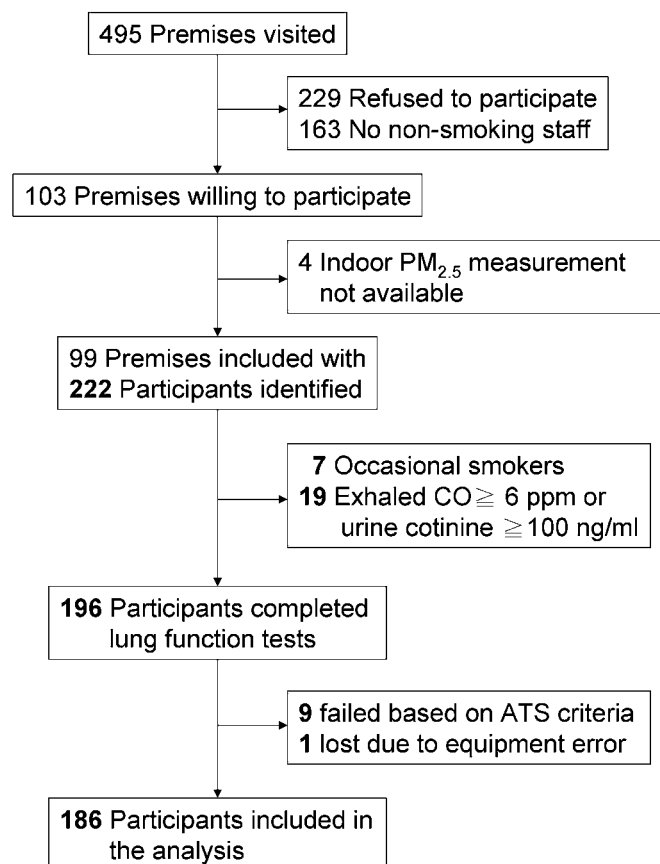 495 Premises visited
229 Refused to participate
163 No non-smoking staff
103 Premises willing to participate
4 Indoor PM2.5 measurement
not available
99 Premises included with
222 Participants identified
7 Occasional smokers
19 Exhaled CO≧ 6 ppm or
urine cotinine ≧100 ng/ml
196 Participants completed
lung function tests
9 failed based on ATS criteria
1 lost due to equipment error
186 Participants included in
the analysis